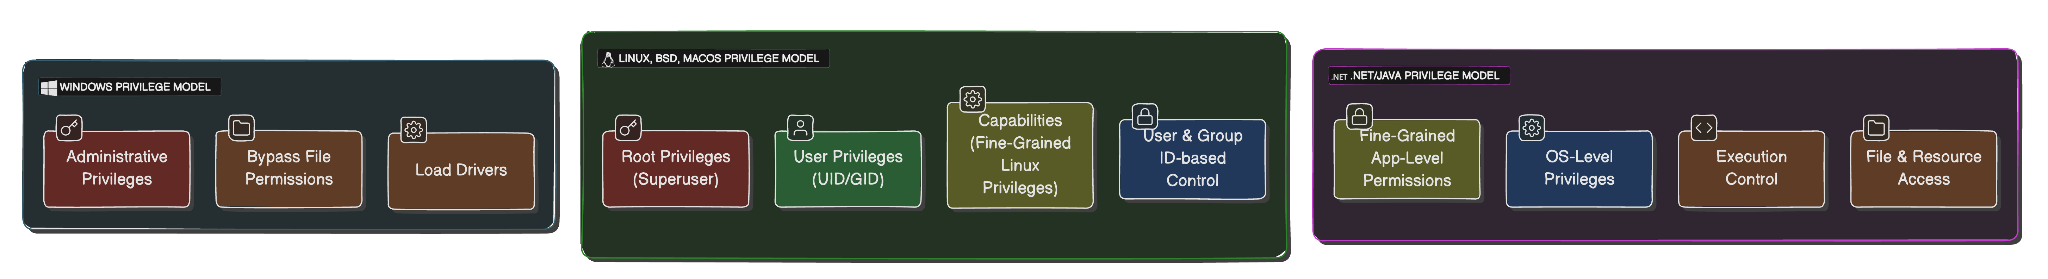 WINDOWS PRIVILEGE MODEL
Administrative
Privileges
Bypass File
Permissions
Load Drivers
LINUX, BSD, MACOS PRIVILEGE MODEL
Root Privileges
(Superuser)
User Privileges
(UID/GID)
Capabilities
(Fine-Grained
Linux
Privileges)
User & Group
ID-based
Control
.NET .NET/JAVA PRIVILEGE MODEL
Fine-Grained
App-Level
Permissions
OS-Level
Privileges
Execution
Control
File & Resource
Access